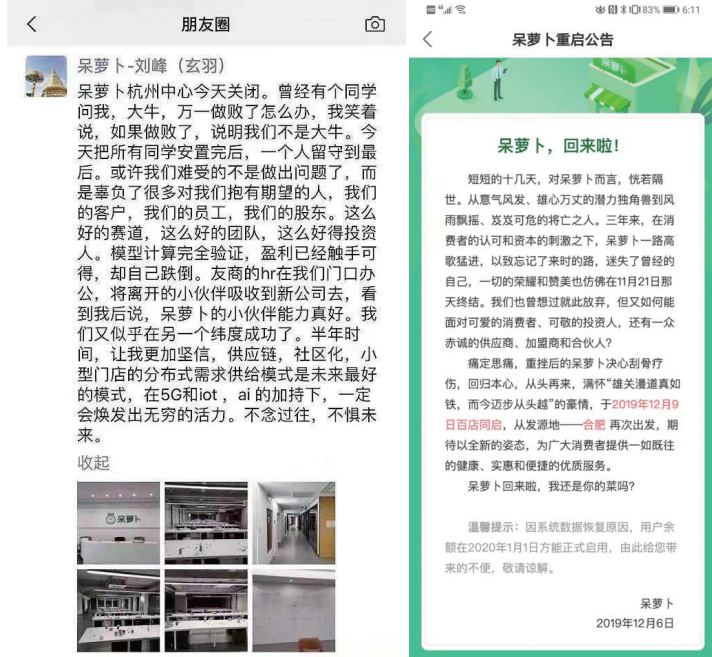 朋友圈
呆萝卜-刘峰（玄羽）
呆萝卜杭州中心今天关闭。曾经有个同学
问我，大牛，万一做败了怎么办，我笑着
说，如果做败了，说明我们不是大牛。今
天把所有同学安置完后，一个人留守到最
后。或许我们难受的不是做出问题了，而
是辜负了很多对我们抱有期望的人，我们
的客户，我们的员工，我们的股东。这么
好的赛道，这么好的团队，这么好得投资
人。模型计算完全验证，盈利已经触手可
得，却自己跌倒。友商的hr在我们门口办
公，将离开的小伙伴吸收到新公司去，看
到我后说，呆萝卜的小伙伴能力真好。我
们又似乎在另一个纬度成功了。半年时
间，让我更加坚信，供应链，社区化，小
型门店的分布式需求供给模式是未来最好
的模式，在5G和iot ，ai 的加持下，一定
会焕发出无穷的活力。不念过往，不惧未
来。
收起
呆萝卜
83% 6:11
呆萝卜重启公告
呆萝卜
呆萝卜，回来啦！
短短的十几天，对呆萝卜而言，恍若隔
世。从意气风发、雄心万丈的潜力独角兽到风
雨飘摇、岌岌可危的将亡之人。三年来，在消
费者的认可和资本的刺激之下，呆萝卜一路高
歌猛进，以致忘记了来时的路，迷失了曾经的
自己，一切的荣耀和赞美也仿佛在11月21日那
天终结。我们也曾想过就此放弃，但又如何能
面对可爱的消费者、可敬的投资人，还有一众
赤诚的供应商、加盟商和合伙人？
痛定思痛，重挫后的呆萝卜决心刮骨疗
伤，回归本心，从头再来，满怀“雄关漫道真如
铁，而今迈步从头越”的豪情，于2019年12月9
日百店同启，从发源地——合肥 再次出发，期
待以全新的姿态，为广大消费者提供一如既往
的健康、实惠和便捷的优质服务。
呆萝卜回来啦，我还是你的菜吗？
温馨提示：因系统数据恢复原因，用户余
额在2020年1月1日方能正式启用，由此给您带
来的不便，敬请谅解。
呆萝卜
2019年12月6日